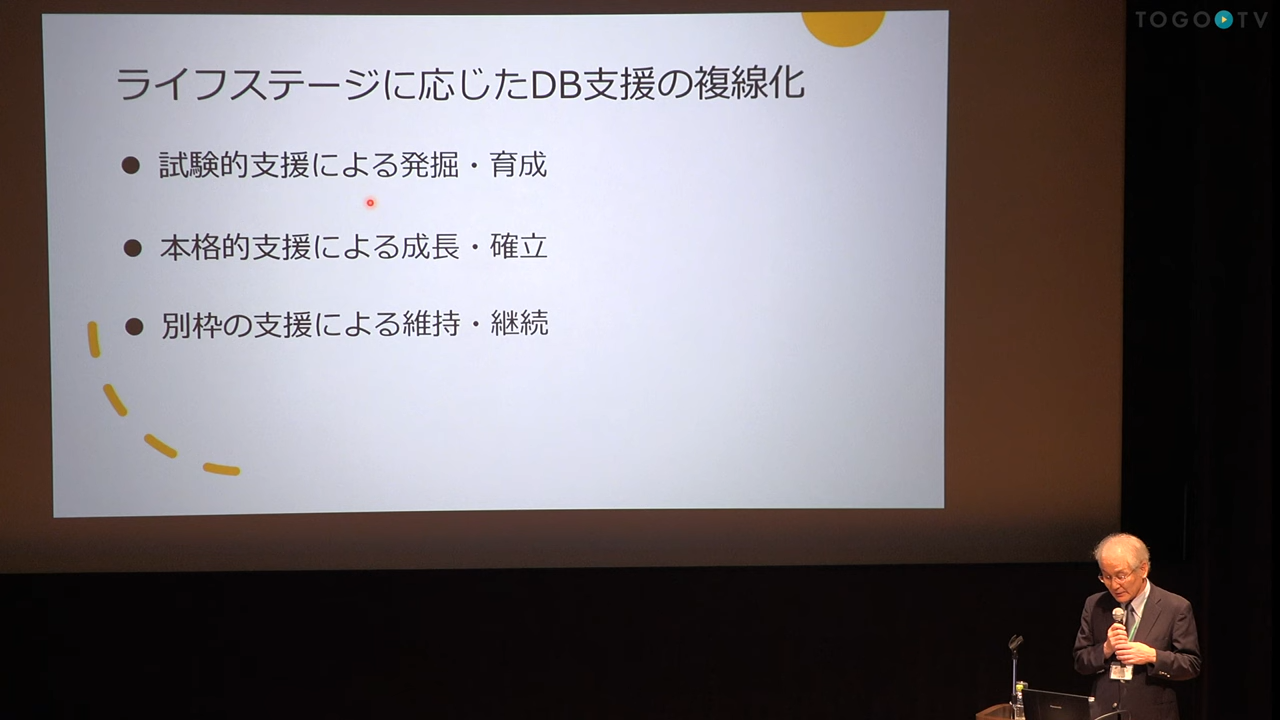 TOGO TV
ライフステージに応じたDB支援の複線化
● 試験的支援による発掘・育成
● 本格的支援による成長・確立
● 別枠の支援による維持・継続